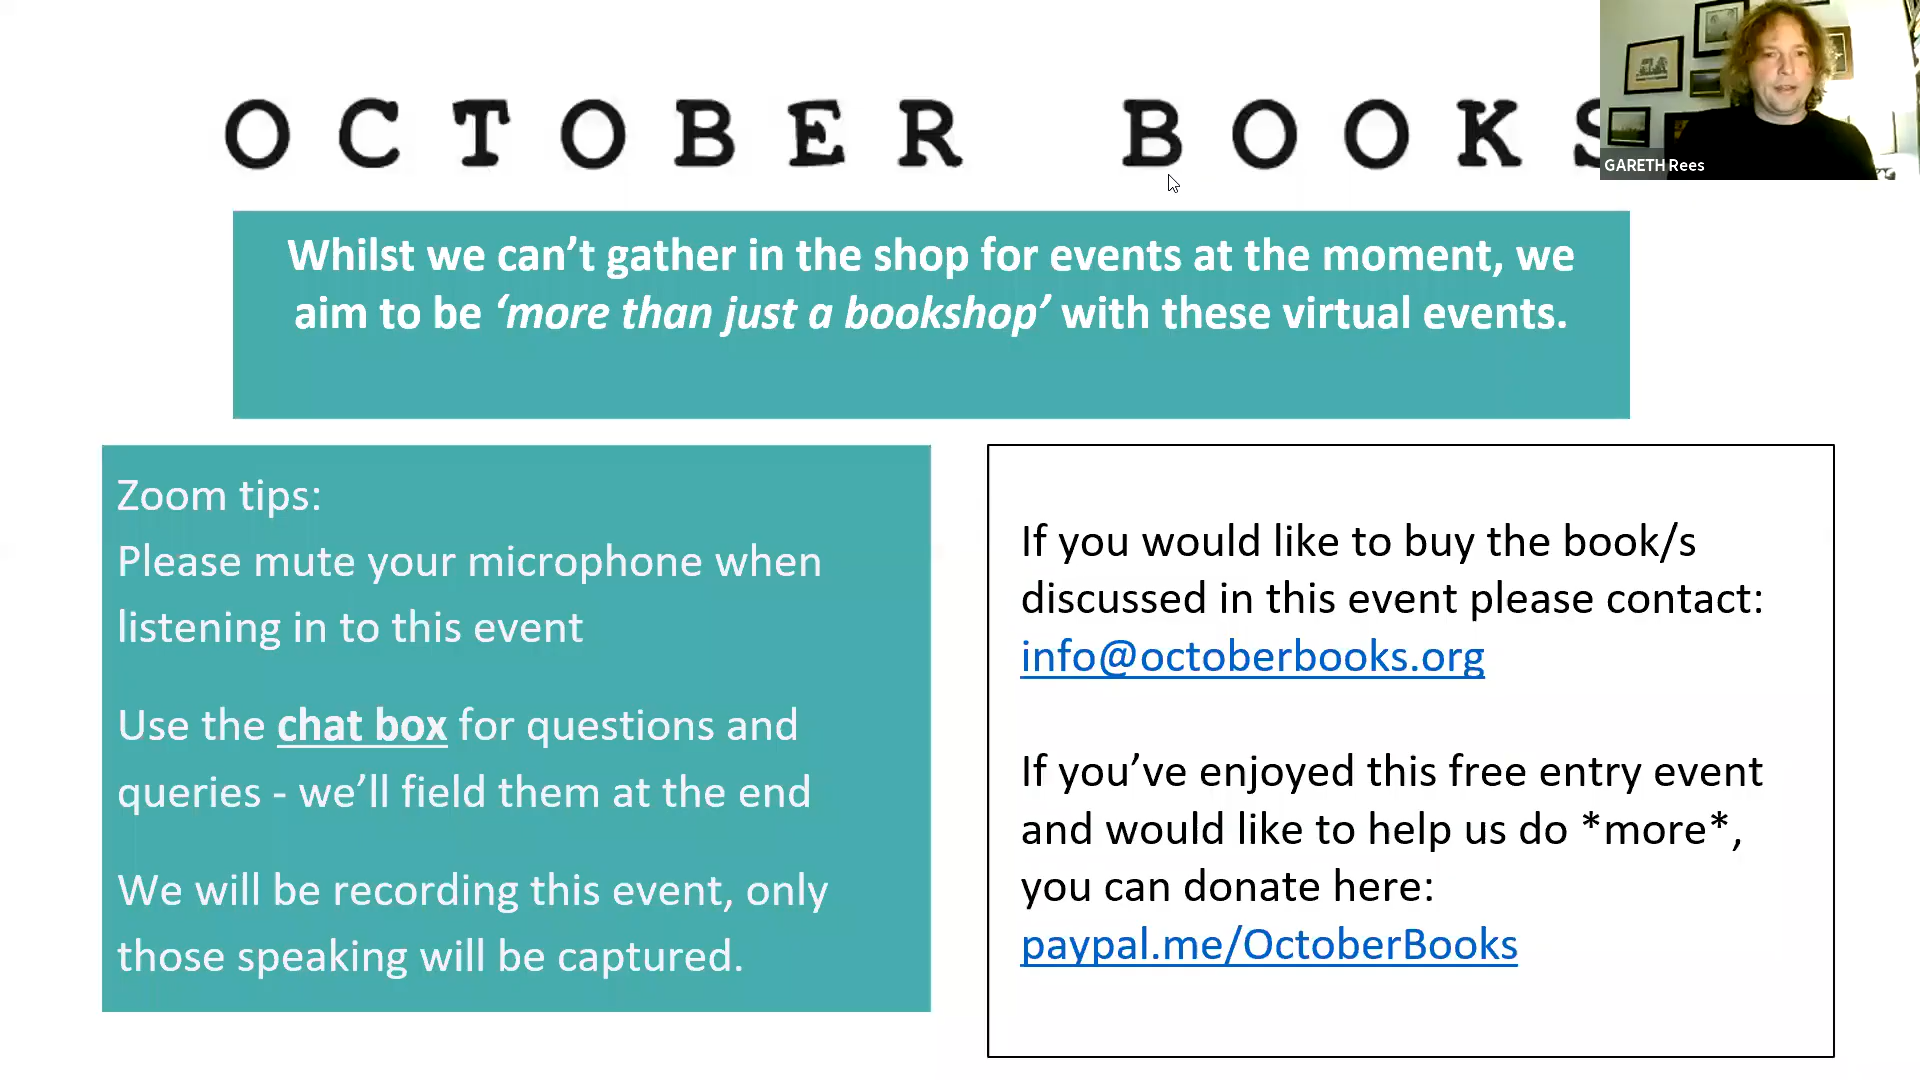 OCTOBER BOOKS
GARETH Rees
Whilst we can’t gather in the shop for events at the moment, we
aim to be ‘more than just a bookshop’ with these virtual events.
Zoom tips:
Please mute your microphone when
listening in to this event
Use the chat box for questions and
queries - we’ll field them at the end
We will be recording this event, only
those speaking will be captured.
If you would like to buy the book/s
discussed in this event please contact:
info@octoberbooks.org
If you’ve enjoyed this free entry event
and would like to help us do *more*,
you can donate here:
paypal.me/OctoberBooks